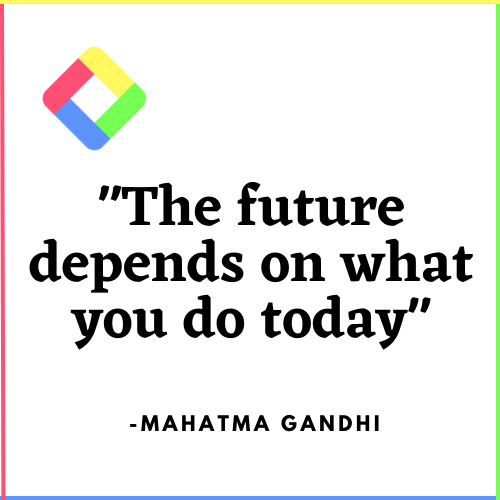 "The future
depends on what
you do today"
-MAHATMA GANDHI